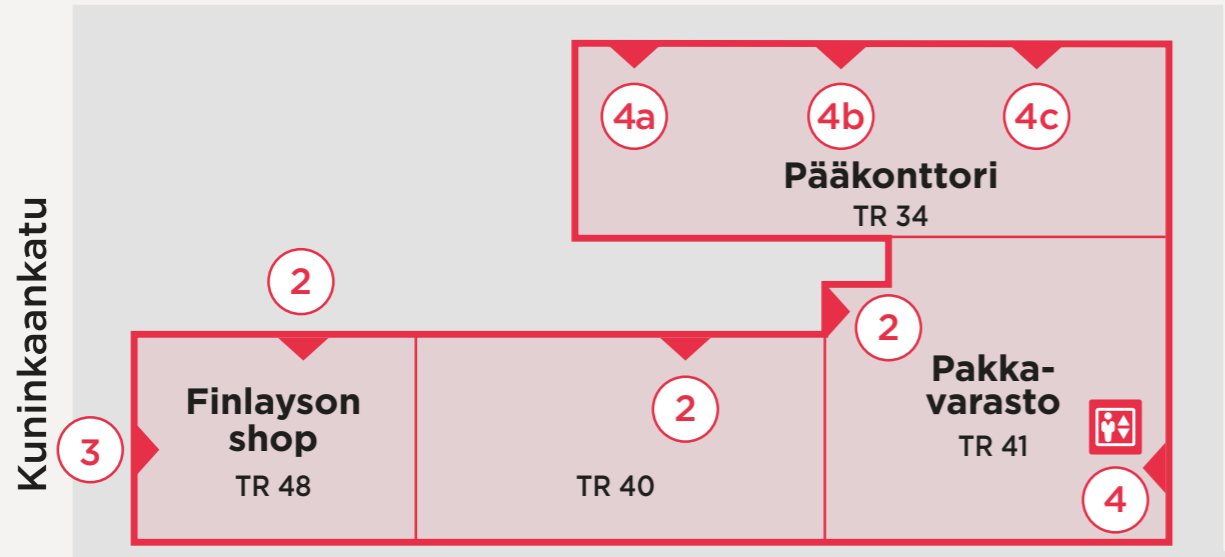 4a
4b
4c
Pääkonttori
TR 34
Kuninkaankatu
2
2
2
3
4
Finlayson
shop
TR 48
TR 40
Pakka-
varasto
TR 41